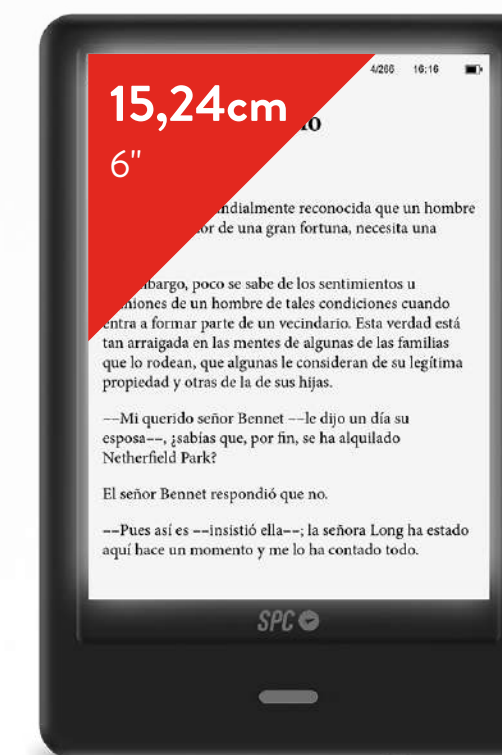 4/266 16:16
15,24cm
6"
ndialmente reconocida que un hombre
or de una gran fortuna, necesita una
bargo, poco se sabe de los sentimientos u
niones de un hombre de tales condiciones cuando
entra a formar parte de un vecindario. Esta verdad está
tan arraigada en las mentes de algunas de las familias
que lo rodean, que algunas le consideran de su legítima
propiedad y otras de la de sus hijas.
--Mi querido señor Bennet --le dijo un día su
esposa--, ¿sabías que, por fin, se ha alquilado
Netherfield Park?
El señor Bennet respondió que no.
--Pues así es --insistió ella--; la señora Long ha estado
aquí hace un momento y me lo ha contado todo.
SPC